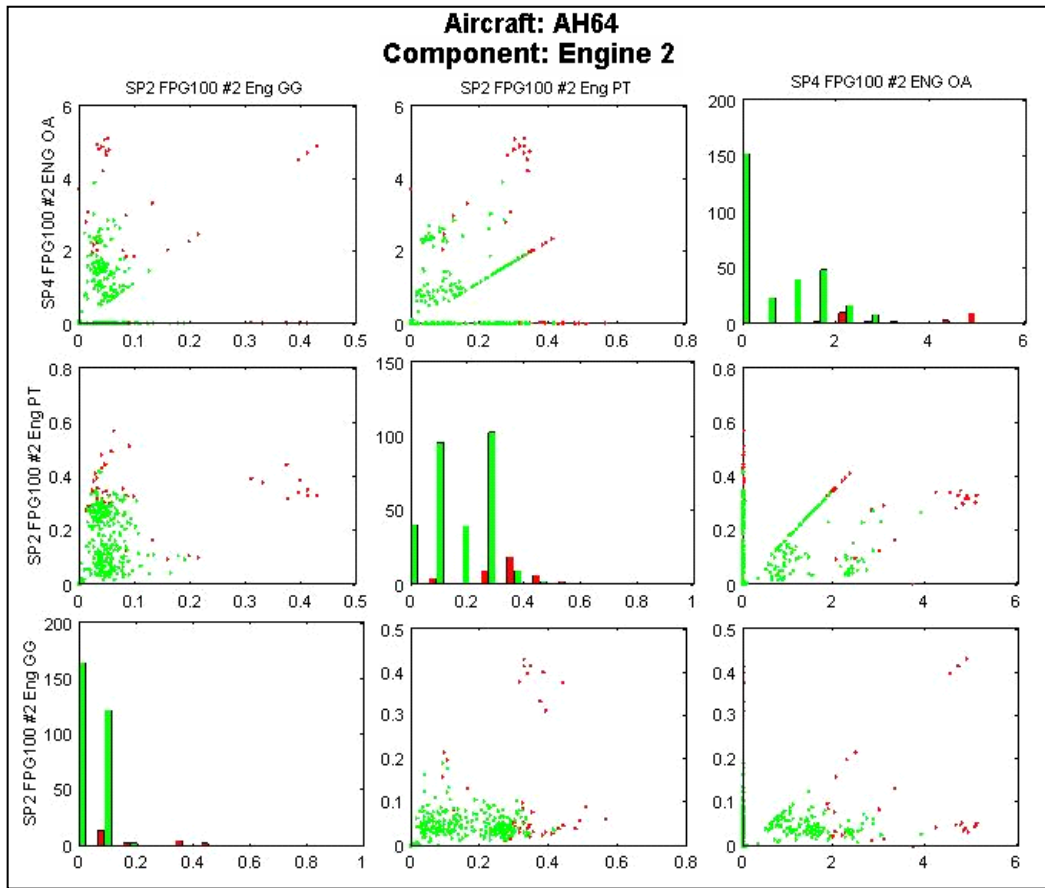 Aircraft: AH64
Component: Engine 2
SP2 FPG100 #2 Eng GG
SP2 FPG100 #2 Eng PT
SP4 FPG100 #2 ENG OA
SP4 FPG100 #2 ENG OA
6
4
2
0
0 0.1 0.2 0.3 0.4 0.5
6
4
2
0
0 0.2 0.4 0.6 0.8
200
150
100
50
0
0 2 4 6
SP2 FPG100 #2 Eng PT
0.8
0.6
0.4
0.2
0
0 0.1 0.2 0.3 0.4 0.5
150
100
50
0
0 0.2 0.4 0.6 0.8 1
0.8
0.6
0.4
0.2
0
0 2 4 6
SP2 FPG100 #2 Eng GG
200
150
100
50
0
0 0.2 0.4 0.6 0.8 1
0.5
0.4
0.3
0.2
0.1
0
0 0.2 0.4 0.6 0.8
0.5
0.4
0.3
0.2
0.1
0
0 2 4 6